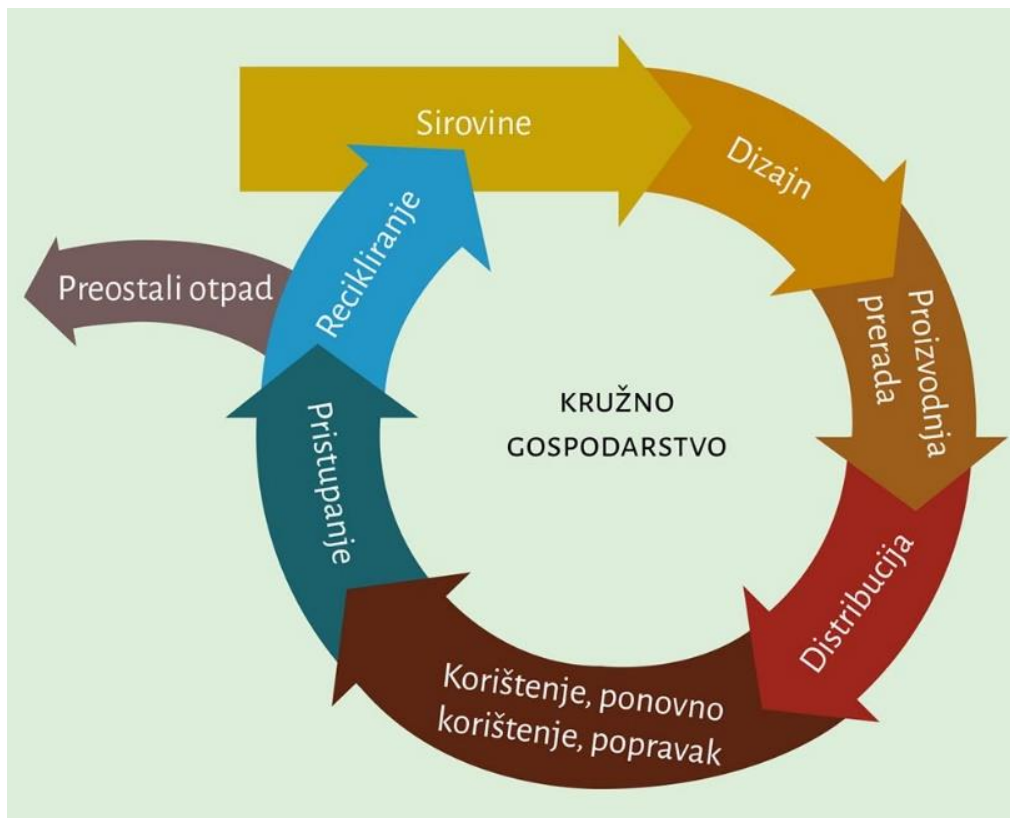 Sirovine
Dizajn
Proizvodnja
prerada
Distribucija
Korištenje, ponovno
korištenje, popravak
Pristupanje
Recikliranje
Preostali otpad
KRUŽNO
GOSPODARSTVO